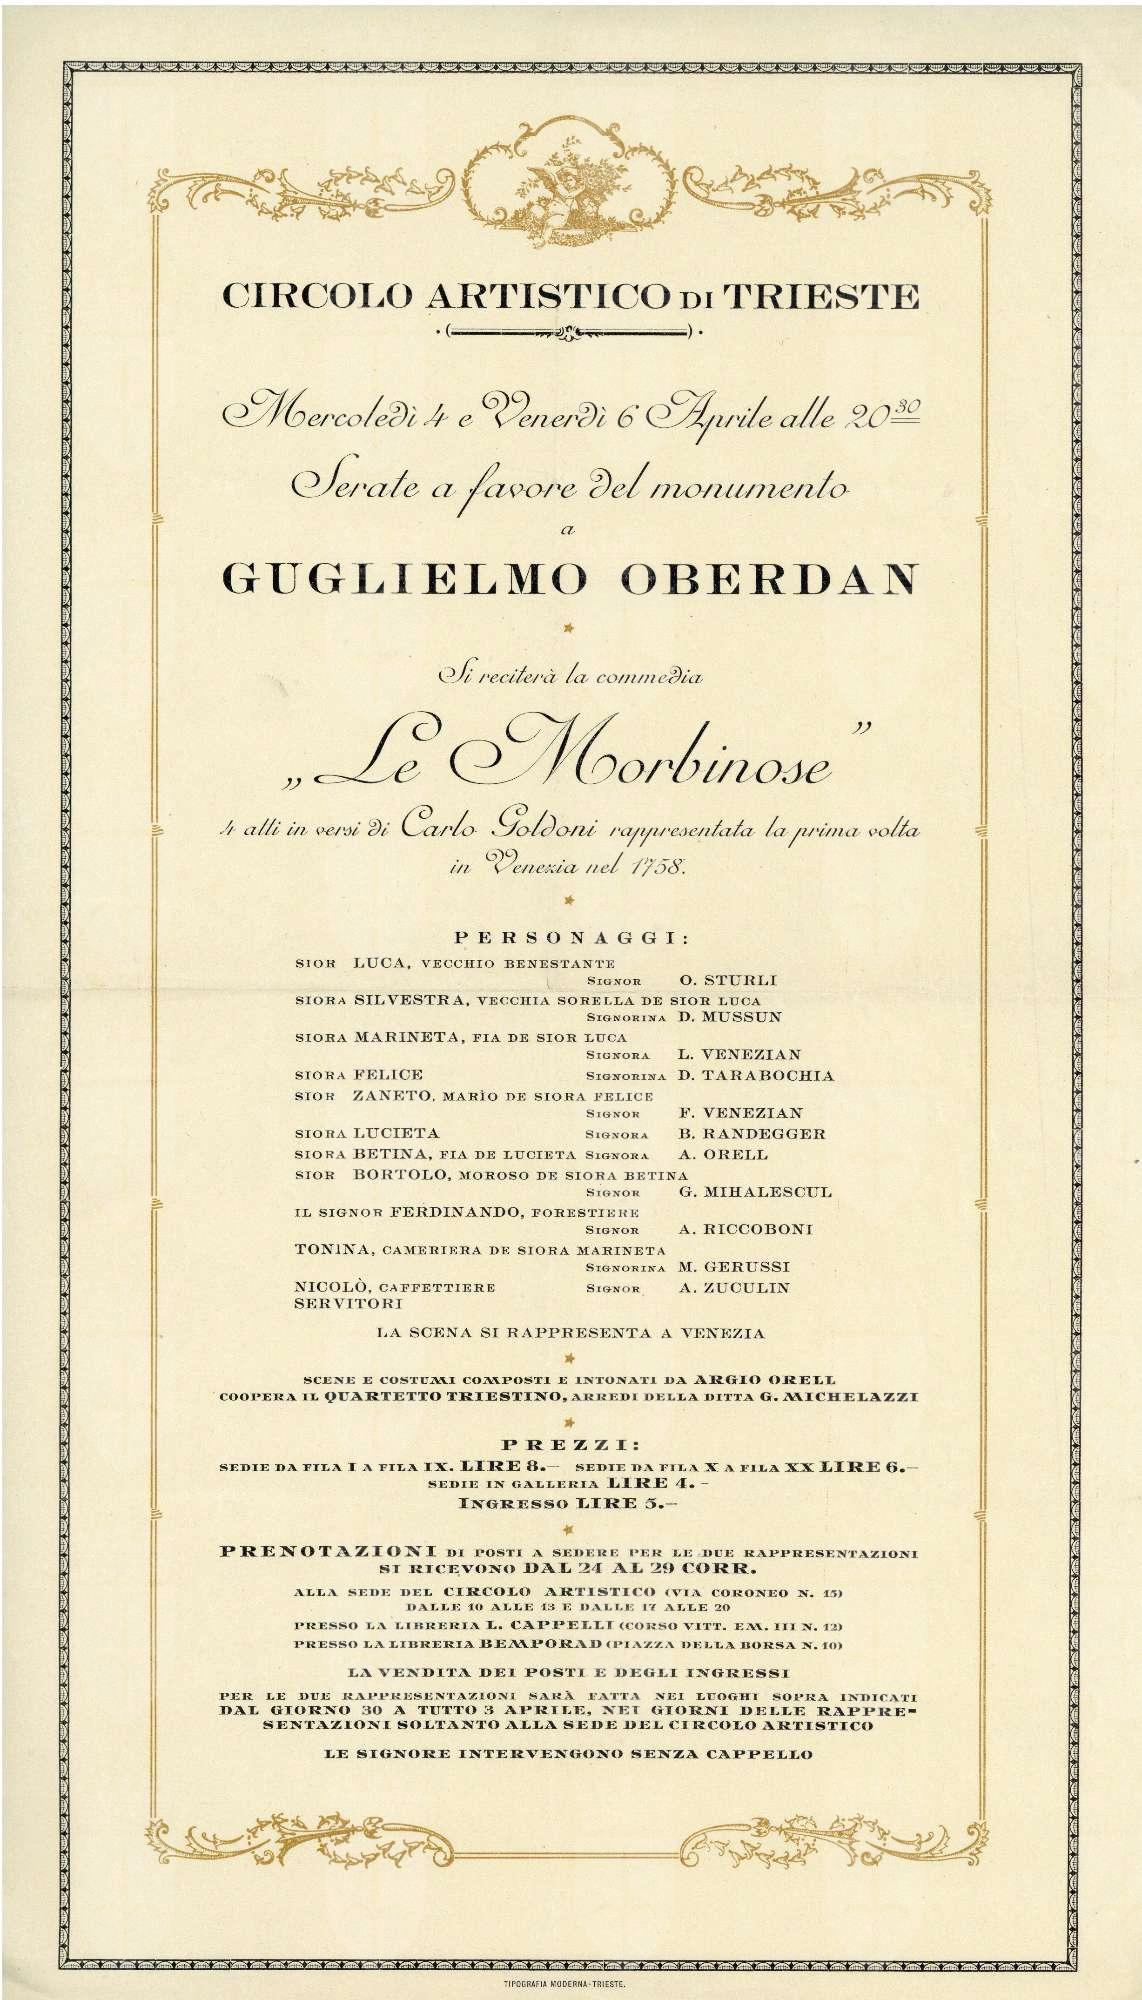 CIRCOLO ARTISTICO DI TRIESTE
Mercoledì 4 e Venerdì 6 Aprile alle 20 30
Serate a favore del monumento
a
GUGLIELMO OBERDAN
Si reciterà la commedia
„Le Morbinose”
4 atti in versi di Carlo Goldoni rappresentata la prima volta
in Venezia nel 1758.
PERSONAGGI:
SIOR LUCA, VECCHIO BENESTANTE
SIGNOR O. STURLI
SIORA SILVESTRA, VECCHIA SORELLA DE SIOR LUCA
SIGNORINA D. MUSSUN
SIORA MARINETA, FIA DE SIOR LUCA
SIGNORA L. VENEZIAN
SIORA FELICE SIGNORINA D. TARABOCHIA
SIOR ZANETO, MARÌO DE SIORA FELICE
SIGNOR F. VENEZIAN
SIORA LUCIETA SIGNORA B. RANDEGGER
SIORA BETINA, FIA DE LUCIETA SIGNORA A. ORELL
SIOR BORTOLO, MOROSO DE SIORA BETINA
SIGNOR G. MIHALESCUL
IL SIGNOR FERDINANDO, FORESTIERE
SIGNOR A. RICCOBONI
TONINA, CAMERIERA DE SIORA MARINETA
SIGNORINA M. GERUSSI
NICOLÒ, CAFFETTIERE SIGNOR A. ZUCULIN
SERVITORI
LA SCENA SI RAPPRESENTA A VENEZIA
SCENE E COSTUMI COMPOSTI E INTONATI DA ARGIO ORELL
COOPERA IL QUARTETTO TRIESTINO, ARREDI DELLA DITTA G. MICHELAZZI
PREZZI:
SEDIE DA FILA I A FILA IX. LIRE 8.– SEDIE DA FILA X A FILA XX LIRE 6.–
SEDIE IN GALLERIA LIRE 4.–
INGRESSO LIRE 5.–
PRENOTAZIONI DI POSTI A SEDERE PER LE DUE RAPPRESENTAZIONI
SI RICEVONO DAL 24 AL 29 CORR.
ALLA SEDE DEL CIRCOLO ARTISTICO (VIA CORONEO N. 15)
DALLE 10 ALLE 13 E DALLE 17 ALLE 20
PRESSO LA LIBRERIA L. CAPPELLI (CORSO VITT. EM. III N. 12)
PRESSO LA LIBRERIA BEMPORAD (PIAZZA DELLA BORSA N. 10)
LA VENDITA DEI POSTI E DEGLI INGRESSI
PER LE DUE RAPPRESENTAZIONI SARÀ FATTA NEI LUOGHI SOPRA INDICATI
DAL GIORNO 30 A TUTTO 3 APRILE, NEI GIORNI DELLE RAPPRE-
SENTAZIONI SOLTANTO ALLA SEDE DEL CIRCOLO ARTISTICO
LE SIGNORE INTERVENGONO SENZA CAPPELLO
TIPOGRAFIA MODERNA-TRIESTE.